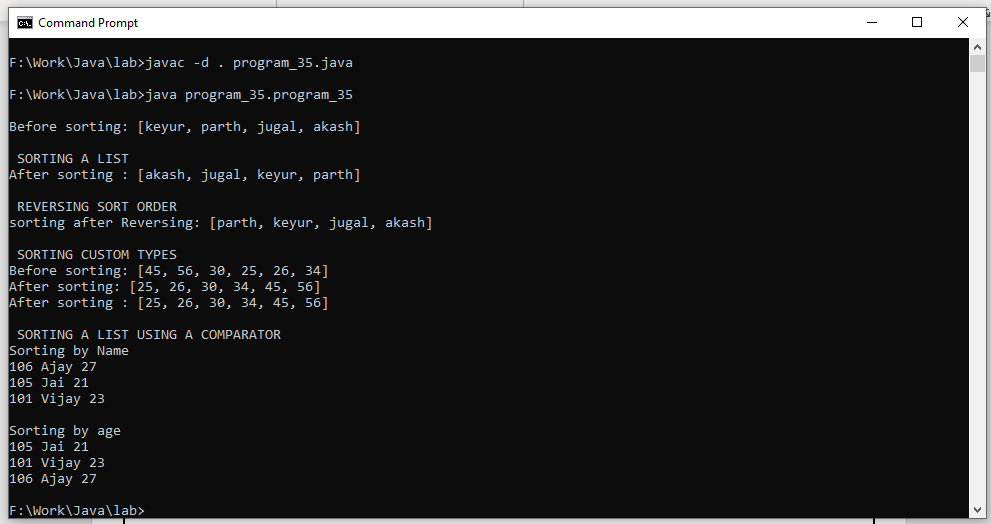 Command Prompt
F:\Work\Java\lab>javac -d . program_35.java
F:\Work\Java\lab>java program_35.program_35
Before sorting: [keyur, parth, jugal, akash]
SORTING A LIST
After sorting : [akash, jugal, keyur, parth]
REVERSING SORT ORDER
sorting after Reversing: [parth, keyur, jugal, akash]
SORTING CUSTOM TYPES
Before sorting: [45, 56, 30, 25, 26, 34]
After sorting: [25, 26, 30, 34, 45, 56]
After sorting : [25, 26, 30, 34, 45, 56]
SORTING A LIST USING A COMPARATOR
Sorting by Name
106 Ajay 27
105 Jai 21
101 Vijay 23
Sorting by age
105 Jai 21
101 Vijay 23
106 Ajay 27
F:\Work\Java\lab>